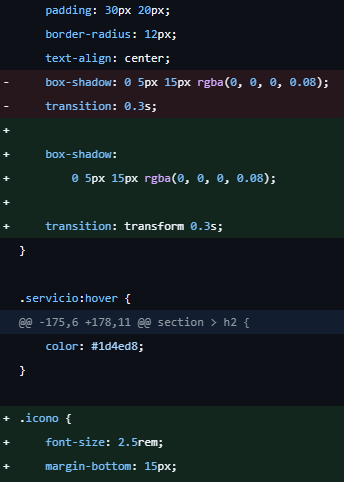 padding: 30px 20px;
    border-radius: 12px;
    text-align: center;
-    box-shadow: 0 5px 15px rgba(0, 0, 0, 0.08);
-    transition: 0.3s;
+
+    box-shadow:
+        0 5px 15px rgba(0, 0, 0, 0.08);
+
+    transition: transform 0.3s;
}
.servicio:hover {
@@ -175,6 +178,11 @@ section > h2 {
    color: #1d4ed8;
}
+ .icono {
+    font-size: 2.5rem;
+    margin-bottom: 15px;